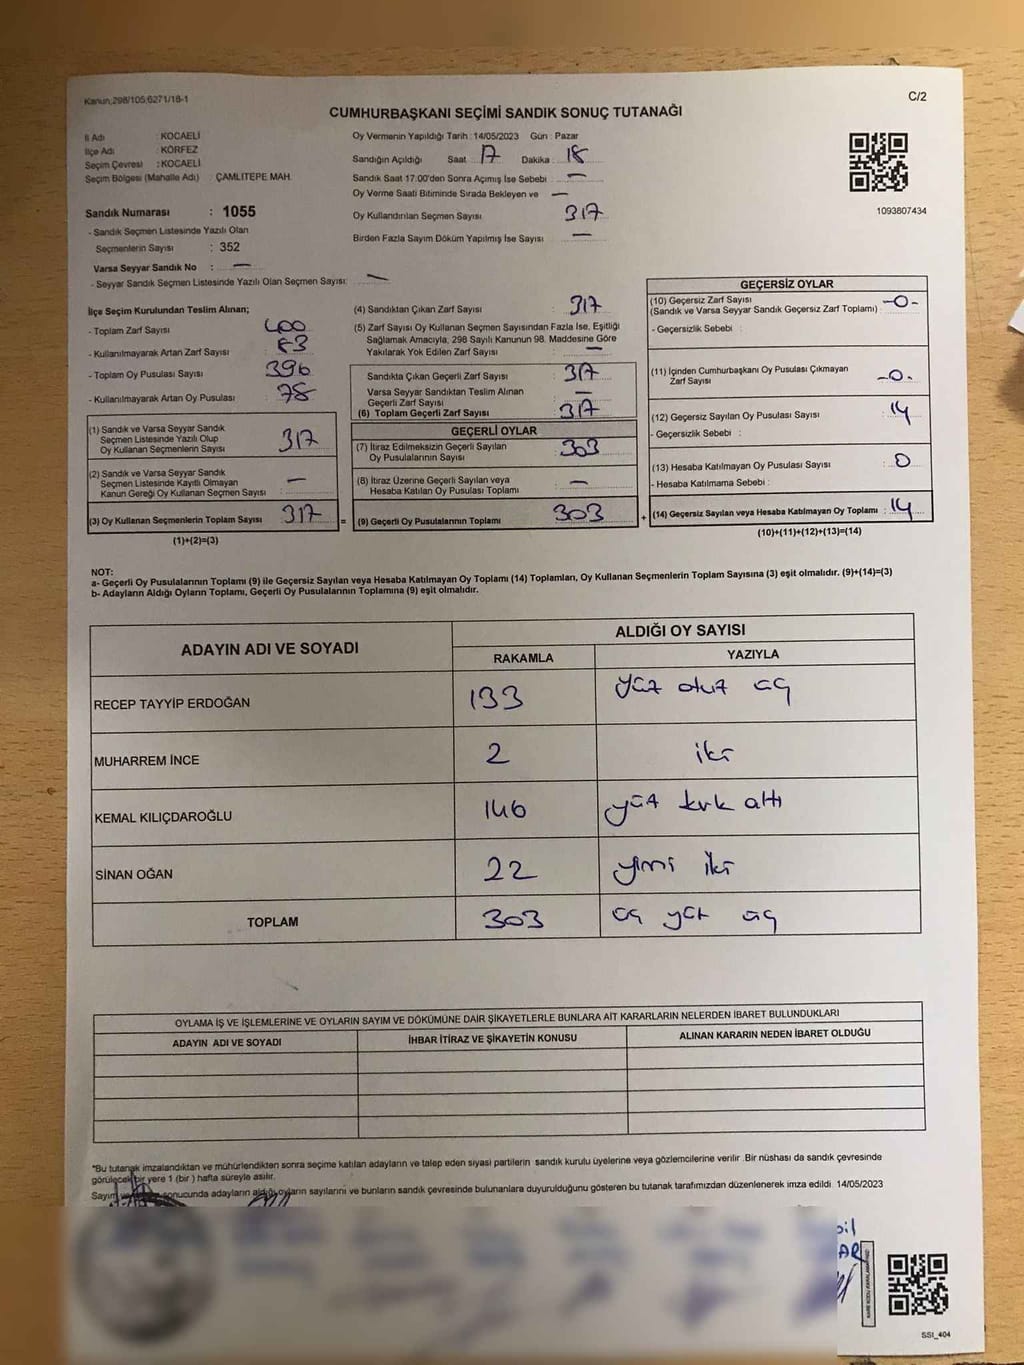 Kanun;298/105;6271/18-1
C/2
CUMHURBAŞKANI SEÇİMİ SANDIK SONUÇ TUTANAĞI
İl Adı : KOCAELİ
İlçe Adı : KÖRFEZ
Seçim Çevresi : KOCAELİ
Seçim Bölgesi (Mahalle Adı) : ÇAMLITEPE MAH.
Sandık Numarası : 1055
- Sandık Seçmen Listesinde Yazılı Olan
Seçmenlerin Sayısı : 352
Varsa Seyyar Sandık No : —
- Seyyar Sandık Seçmen Listesinde Yazılı Olan Seçmen Sayısı: —
Oy Vermenin Yapıldığı Tarih : 14/05/2023 Gün : Pazar
Sandığın Açıldığı Saat 17 Dakika : 18
Sandık Saat 17:00'den Sonra Açımış İse Sebebi : —
Oy Verme Saati Bitiminde Sırada Bekleyen ve —
Oy Kullandırılan Seçmen Sayısı 317
Birden Fazla Sayım Döküm Yapılmış İse Sayısı —
1093807434
İlçe Seçim Kurulundan Teslim Alınan;
- Toplam Zarf Sayısı 400
- Kullanılmayarak Artan Zarf Sayısı 83
- Toplam Oy Pusulası Sayısı 396
- Kullanılmayarak Artan Oy Pusulası 78
(1) Sandık ve Varsa Seyyar Sandık
Seçmen Listesinde Yazılı Olup
Oy Kullanan Seçmenlerin Sayısı 317
(2) Sandık ve Varsa Seyyar Sandık
Seçmen Listesinde Kayıtlı Olmayan
Kanun Gereği Oy Kullanan Seçmen Sayısı —
(3) Oy Kullanan Seçmenlerin Toplam Sayısı 317
(1)+(2)=(3)
=
(4) Sandıktan Çıkan Zarf Sayısı : 317
(5) Zarf Sayısı Oy Kullanan Seçmen Sayısından Fazla İse, Eşitliği
Sağlamak Amacıyla, 298 Sayılı Kanunun 98. Maddesine Göre
Yakılarak Yok Edilen Zarf Sayısı : —
Sandıkta Çıkan Geçerli Zarf Sayısı : 317
Varsa Seyyar Sandıktan Teslim Alınan
Geçerli Zarf Sayısı : —
(6) Toplam Geçerli Zarf Sayısı : 317
GEÇERLİ OYLAR
(7) İtiraz Edilmeksizin Geçerli Sayılan
Oy Pusulalarının Sayısı : 303
(8) İtiraz Üzerine Geçerli Sayılan veya
Hesaba Katılan Oy Pusulası Toplamı : —
(9) Geçerli Oy Pusulalarının Toplamı : 303
+
GEÇERSİZ OYLAR
(10) Geçersiz Zarf Sayısı
(Sandık ve Varsa Seyyar Sandık Geçersiz Zarf Toplamı) : -0-
- Geçersizlik Sebebi :
(11) İçinden Cumhurbaşkanı Oy Pusulası Çıkmayan
Zarf Sayısı -0-
(12) Geçersiz Sayılan Oy Pusulası Sayısı : 14
- Geçersizlik Sebebi :
(13) Hesaba Katılmayan Oy Pusulası Sayısı : 0
- Hesaba Katılmama Sebebi :
(14) Geçersiz Sayılan veya Hesaba Katılmayan Oy Toplamı : 14
(10)+(11)+(12)+(13)=(14)
NOT:
a- Geçerli Oy Pusulalarının Toplamı (9) ile Geçersiz Sayılan veya Hesaba Katılmayan Oy Toplamı (14) Toplamları, Oy Kullanan Seçmenlerin Toplam Sayısına (3) eşit olmalıdır. (9)+(14)=(3)
b- Adayların Aldığı Oyların Toplamı, Geçerli Oy Pusulalarının Toplamına (9) eşit olmalıdır.
ADAYIN ADI VE SOYADI
ALDIĞI OY SAYISI
RAKAMLA YAZIYLA
RECEP TAYYİP ERDOĞAN 133 yüz otuz üç
MUHARREM İNCE 2 iki
KEMAL KILIÇDAROĞLU 146 yüz kırk altı
SİNAN OĞAN 22 yirmi iki
TOPLAM 303 üç yüz üç
OYLAMA İŞ VE İŞLEMLERİNE VE OYLARIN SAYIM VE DÖKÜMÜNE DAİR ŞİKAYETLERLE BUNLARA AİT KARARLARIN NELERDEN İBARET BULUNDUKLARI
ADAYIN ADI VE SOYADI İHBAR İTİRAZ VE ŞİKAYETİN KONUSU ALINAN KARARIN NEDEN İBARET OLDUĞU
*Bu tutanak imzalandıktan ve mühürlendikten sonra seçime katılan adayların ve talep eden siyasi partilerin sandık kurulu üyelerine veya gözlemcilerine verilir .Bir nüshası da sandık çevresinde
görülecek bir yere 1 (bir ) hafta süreyle asılır.
sonucunda adayların aldığı oyların sayılarını ve bunların sandık çevresinde bulunanlara duyurulduğunu gösteren bu tutanak tarafımızdan düzenlenerek imza edildi. 14/05/2023
SSI_404